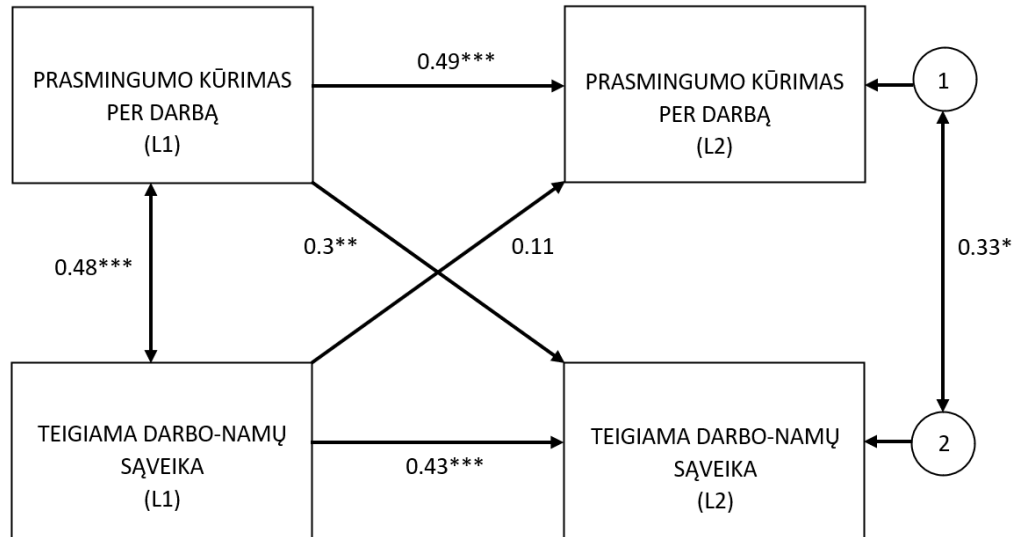 0.49***
PRASMINGUMO KŪRIMAS
PER DARBĄ
(L1)
PRASMINGUMO KŪRIMAS
PER DARBĄ
(L2)
1
0.48***
0.3**
0.11
0.33*
TEIGIAMA DARBO-NAMŲ
SĄVEIKA
(L1)
0.43***
TEIGIAMA DARBO-NAMŲ
SĄVEIKA
(L2)
2